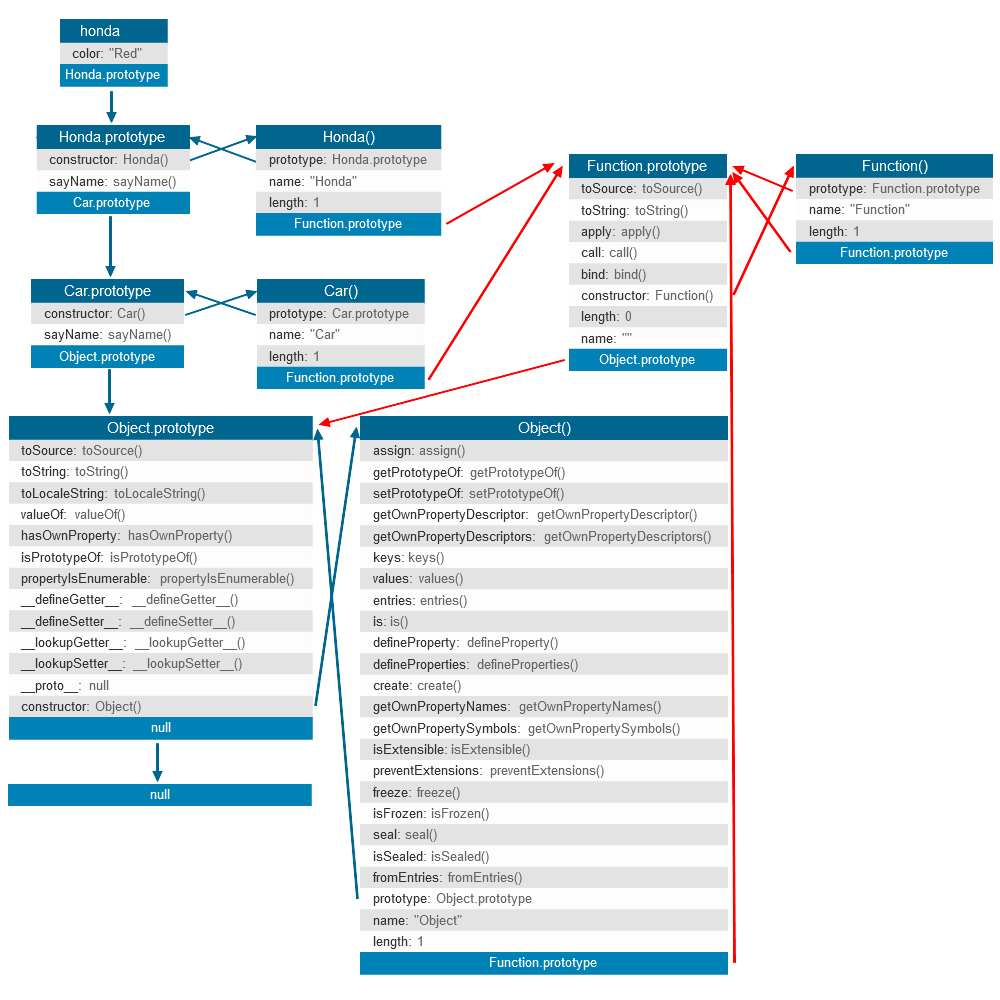 honda
color: "Red"
Honda.prototype
Honda.prototype
constructor: Honda()
sayName: sayName()
Car.prototype
Honda()
prototype: Honda.prototype
name: "Honda"
length: 1
Function.prototype
Function.prototype
toSource: toSource()
toString: toString()
apply: apply()
call: call()
bind: bind()
constructor: Function()
length: 0
name: ""
Object.prototype
Function()
prototype: Function.prototype
name: "Function"
length: 1
Function.prototype
Car.prototype
constructor: Car()
sayName: sayName()
Object.prototype
Car()
prototype: Car.prototype
name: "Car"
length: 1
Function.prototype
Object.prototype
toSource: toSource()
toString: toString()
toLocaleString: toLocaleString()
valueOf: valueOf()
hasOwnProperty: hasOwnProperty()
isPrototypeOf: isPrototypeOf()
propertyIsEnumerable: propertyIsEnumerable()
__defineGetter__: __defineGetter__()
__defineSetter__: __defineSetter__()
__lookupGetter__: __lookupGetter__()
__lookupSetter__: __lookupSetter__()
__proto__: null
constructor: Object()
null
null
Object()
assign: assign()
getPrototypeOf: getPrototypeOf()
setPrototypeOf: setPrototypeOf()
getOwnPropertyDescriptor: getOwnPropertyDescriptor()
getOwnPropertyDescriptors: getOwnPropertyDescriptors()
keys: keys()
values: values()
entries: entries()
is: is()
defineProperty: defineProperty()
defineProperties: defineProperties()
create: create()
getOwnPropertyNames: getOwnPropertyNames()
getOwnPropertySymbols: getOwnPropertySymbols()
isExtensible: isExtensible()
preventExtensions: preventExtensions()
freeze: freeze()
isFrozen: isFrozen()
seal: seal()
isSealed: isSealed()
fromEntries: fromEntries()
prototype: Object.prototype
name: "Object"
length: 1
Function.prototype